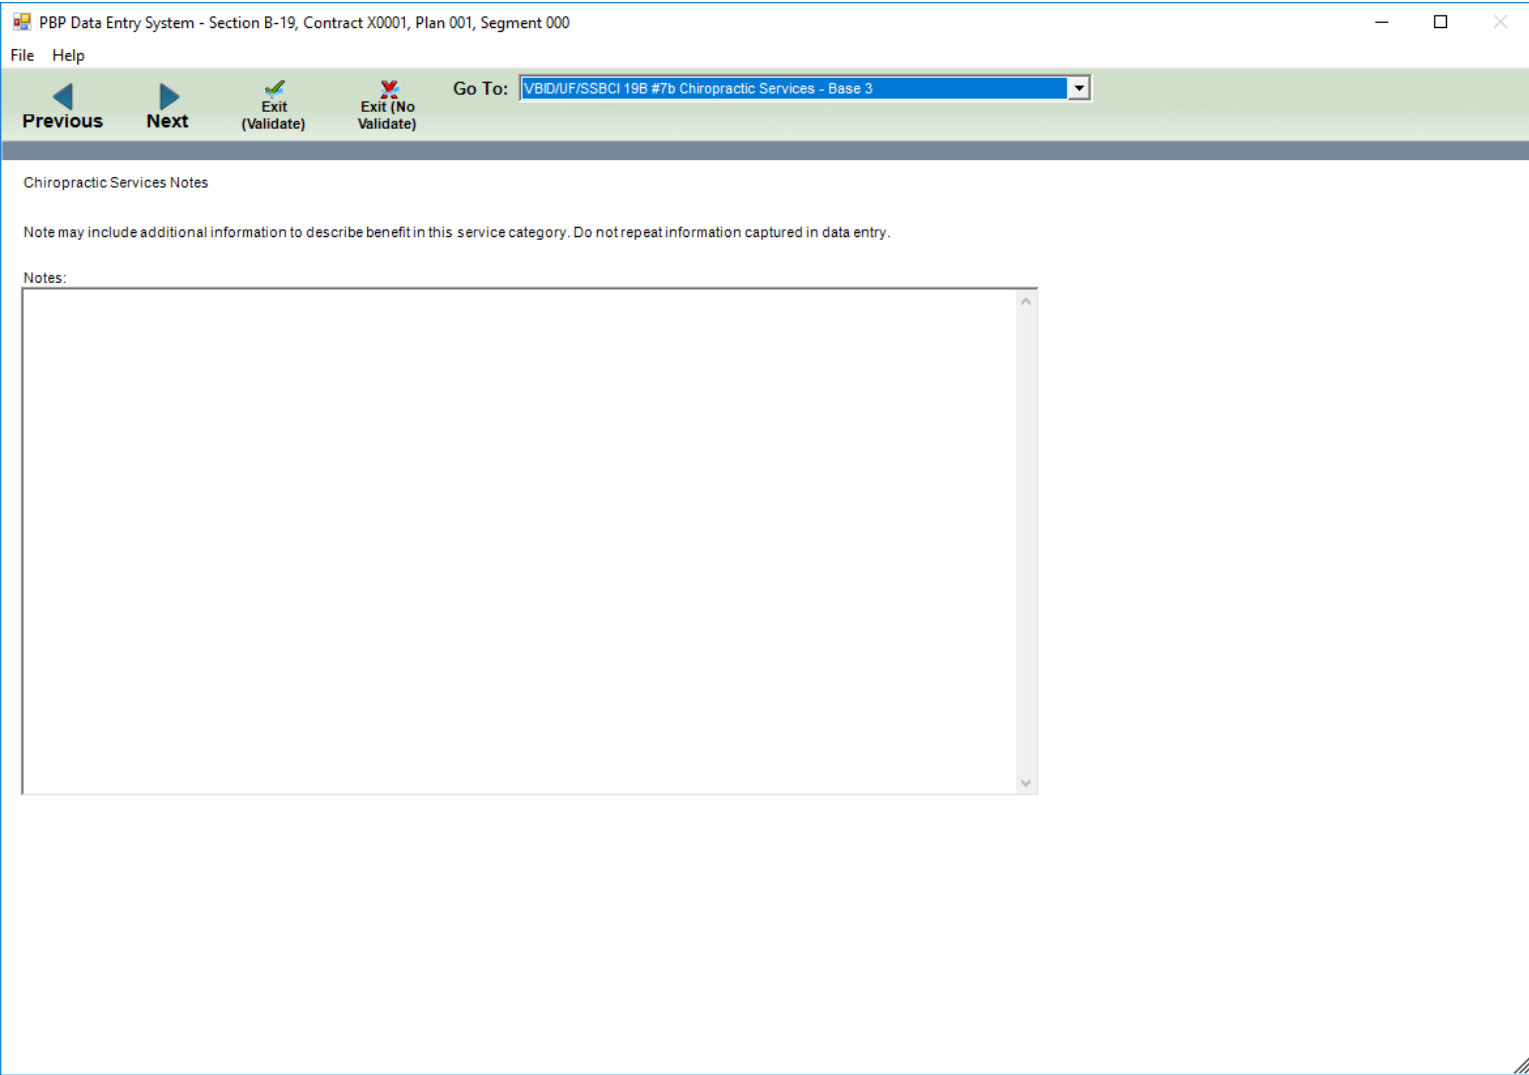 PBP Data Entry System - Section B-19, Contract X0001, Plan 001, Segment 000
File Help
Previous
Next
Exit
(Validate)
Exit (No
Validate)
Go To: VBID/UF/SSBCI 19B #7b Chiropractic Services - Base 3
Chiropractic Services Notes
Note may include additional information to describe benefit in this service category. Do not repeat information captured in data entry.
Notes: